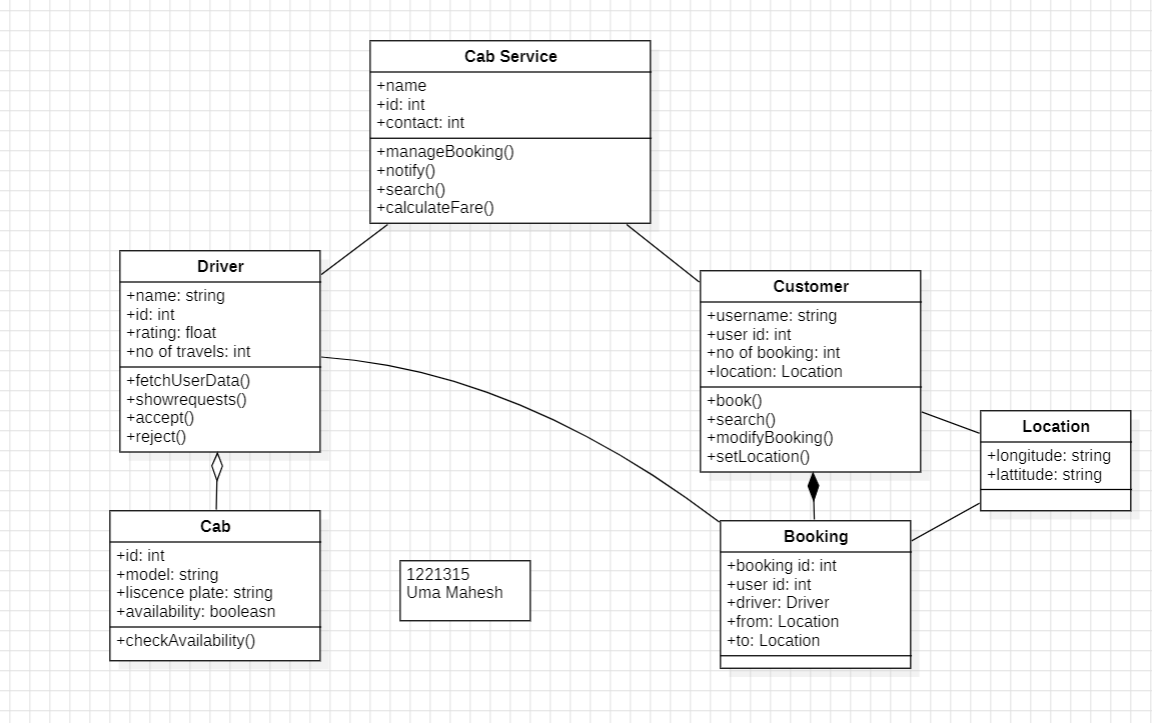 Cab Service
+name
+id: int
+contact: int
+manageBooking()
+notify()
+search()
+calculateFare()
Driver
+name: string
+id: int
+rating: float
+no of travels: int
+fetchUserData()
+showrequests()
+accept()
+reject()
Customer
+username: string
+user id: int
+no of booking: int
+location: Location
+book()
+search()
+modifyBooking()
+setLocation()
Location
+longitude: string
+lattitude: string
Cab
+id: int
+model: string
+liscence plate: string
+availability: booleasn
+checkAvailability()
1221315
Uma Mahesh
Booking
+booking id: int
+user id: int
+driver: Driver
+from: Location
+to: Location